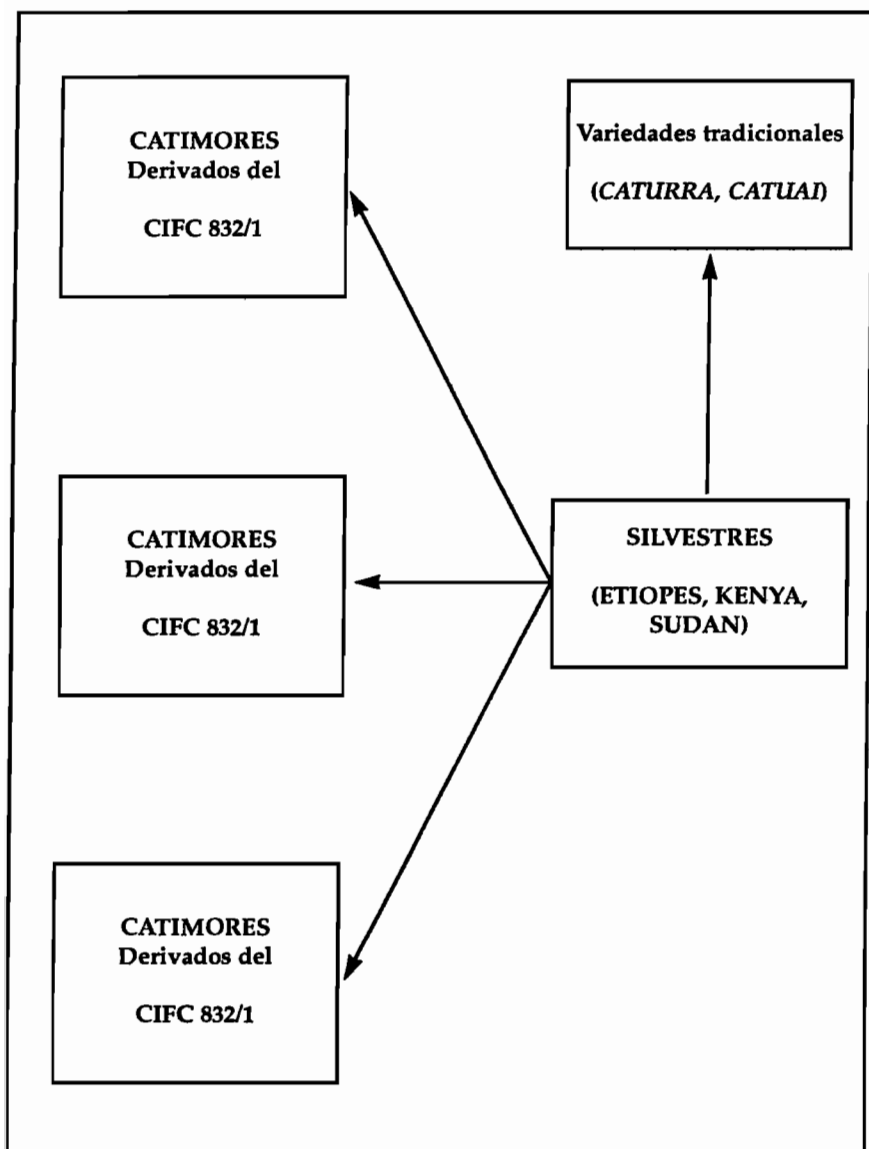 CATIMORES
Derivados del
CIFC 832/1
Variedades tradicionales
(CATURRA, CATUAI)
CATIMORES
Derivados del
CIFC 832/1
SILVESTRES
(ETIOPES, KENYA,
SUDAN)
CATIMORES
Derivados del
CIFC 832/1